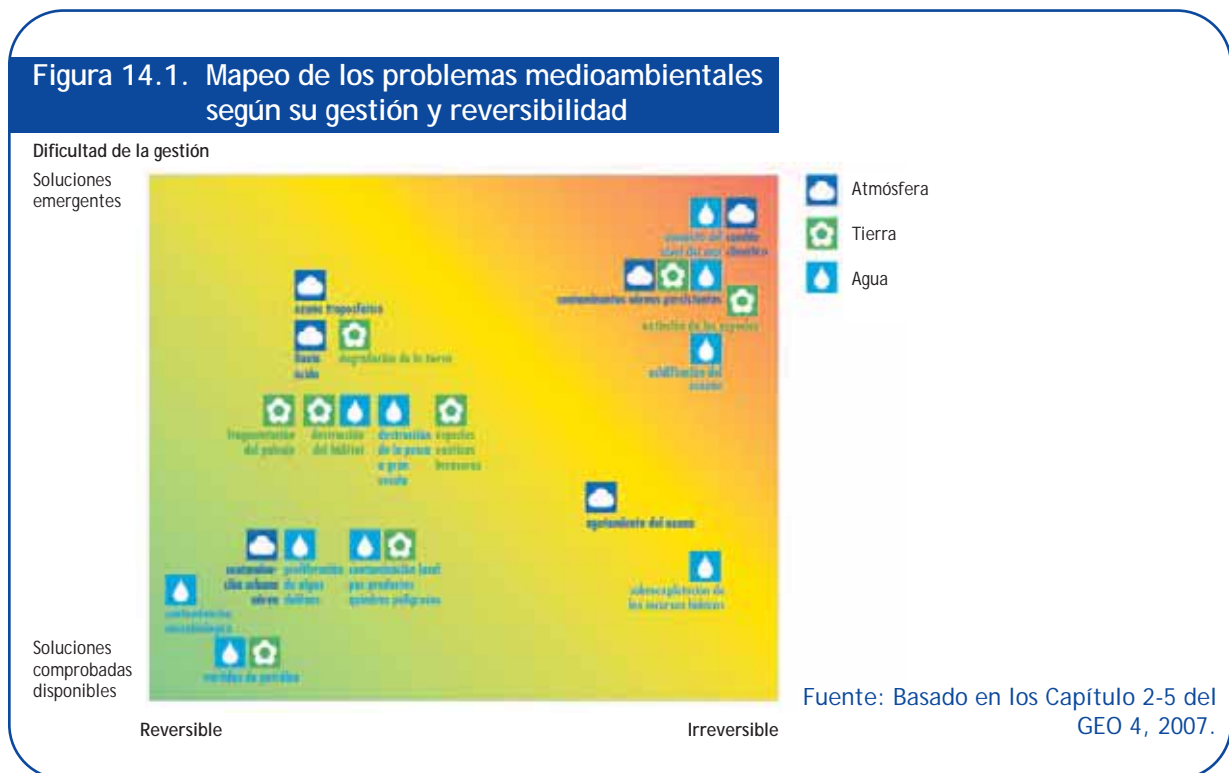 Figura 14.1. Mapeo de los problemas medioambientales
según su gestión y reversibilidad
Dificultad de la gestión
Soluciones
emergentes
Atmósfera
Tierra
Agua
aumento del
nivel del mar
cambio
climático
contaminantes
persistentes
extinción de las especies
acidificación del
océano
ozono troposférico
lluvia
ácida
degradación de la tierra
fragmentación
del paisaje
destrucción
del hábitat
destrucción
de la pesca
a gran
escala
especies
exóticas
invasoras
agotamiento del ozono
sobreexplotación de
los recursos
contamina-
ción urbana
proliferación
de algas
contaminación local
por productos
químicos peligrosos
contaminación
microbiológica
vertidos de petróleo
Soluciones
comprobadas
disponibles
Reversible
Irreversible
Fuente: Basado en los Capítulo 2-5 del
GEO 4, 2007.